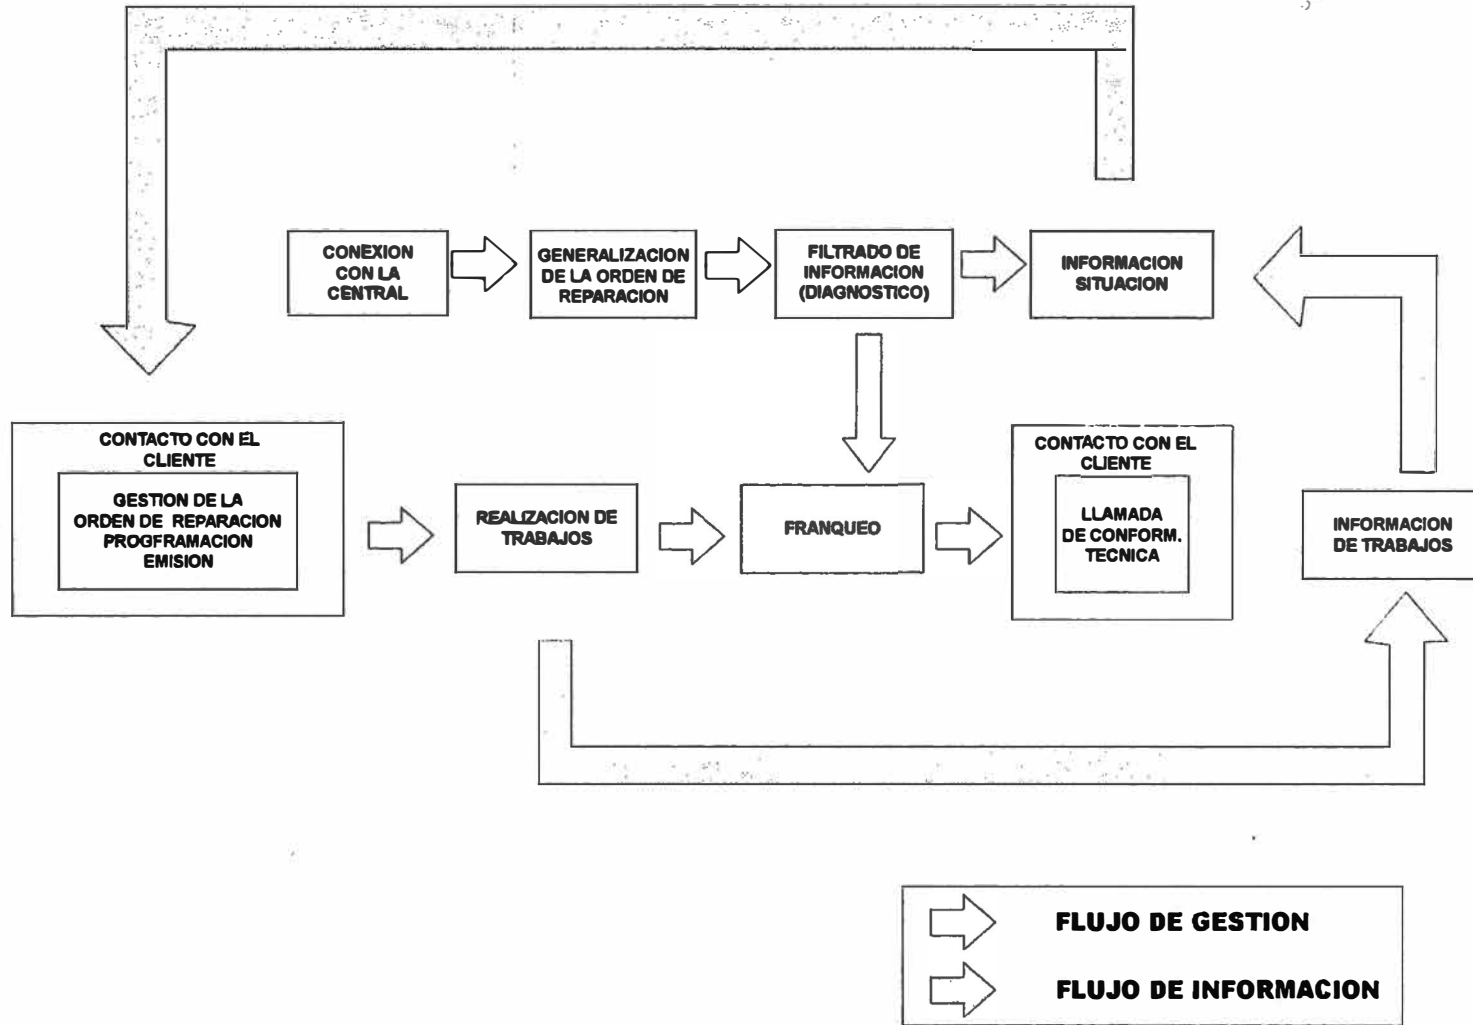 CONEXION
CON LA
CENTRAL
GENERALIZACION
DE LA ORDEN DE
REPARACION
FILTRADO DE
INFORMACION
(DIAGNOSTICO)
INFORMACION
SITUACION
CONTACTO CON EL
CLIENTE
GESTION DE LA
ORDEN DE REPARACION
PROGFRAMACION
EMISIÓN
REALIZACION DE
TRABAJOS
FRANQUEO
CONTACTO CON EL
CLIENTE
LLAMADA
DE CONFORM.
TECNICA
INFORMACION
DE TRABAJOS
FLUJO DE GESTION
FLUJO DE INFORMACION